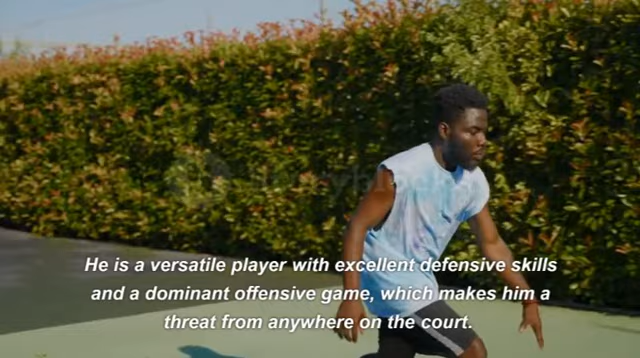 He is a versatile player with excellent defensive skills
and a dominant offensive game, which makes him a
threat from anywhere on the court.